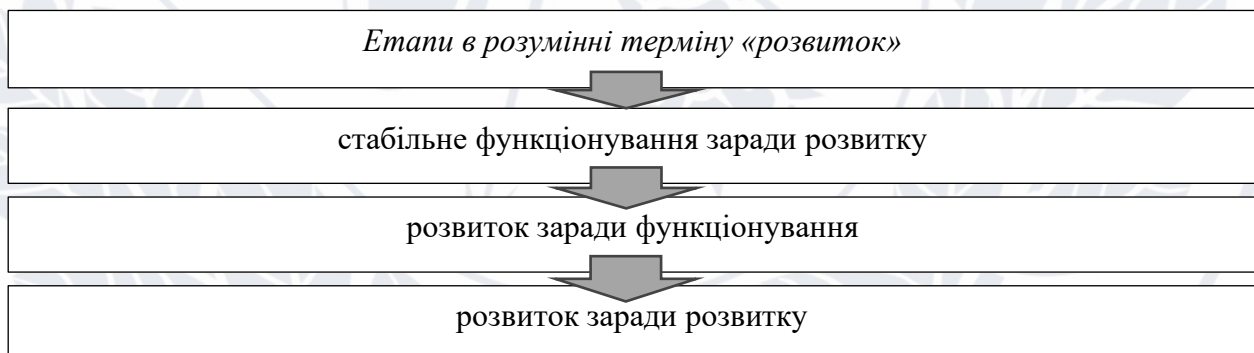 Етапи в розумінні терміну «розвиток»
стабільне функціонування заради розвитку
розвиток заради функціонування
розвиток заради розвитку